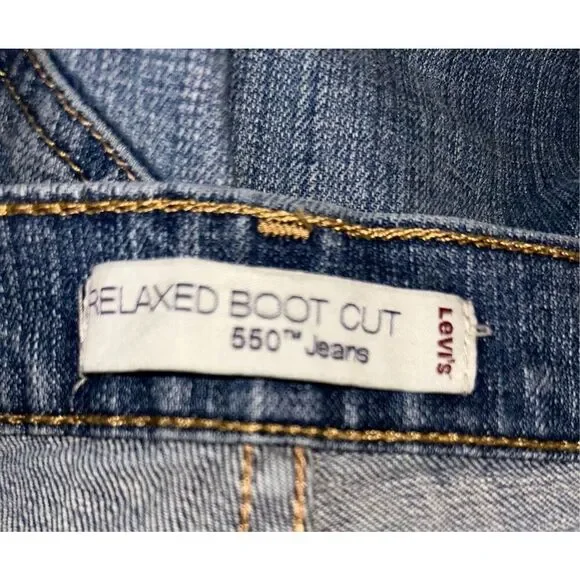 RELAXED BOOT CUT
550™ Jeans
Levi's